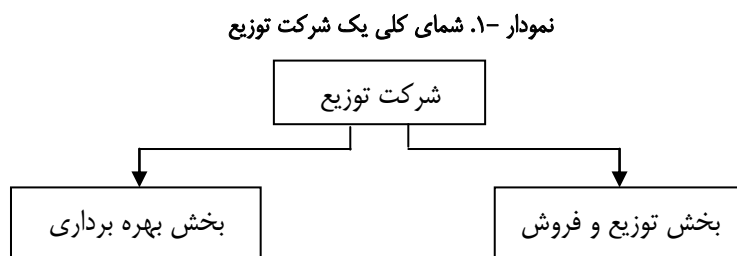 نمودار -۱. شمای کلی یک شرکت توزیع
شرکت توزیع
بخش توزیع و فروش
بخش بهره برداری